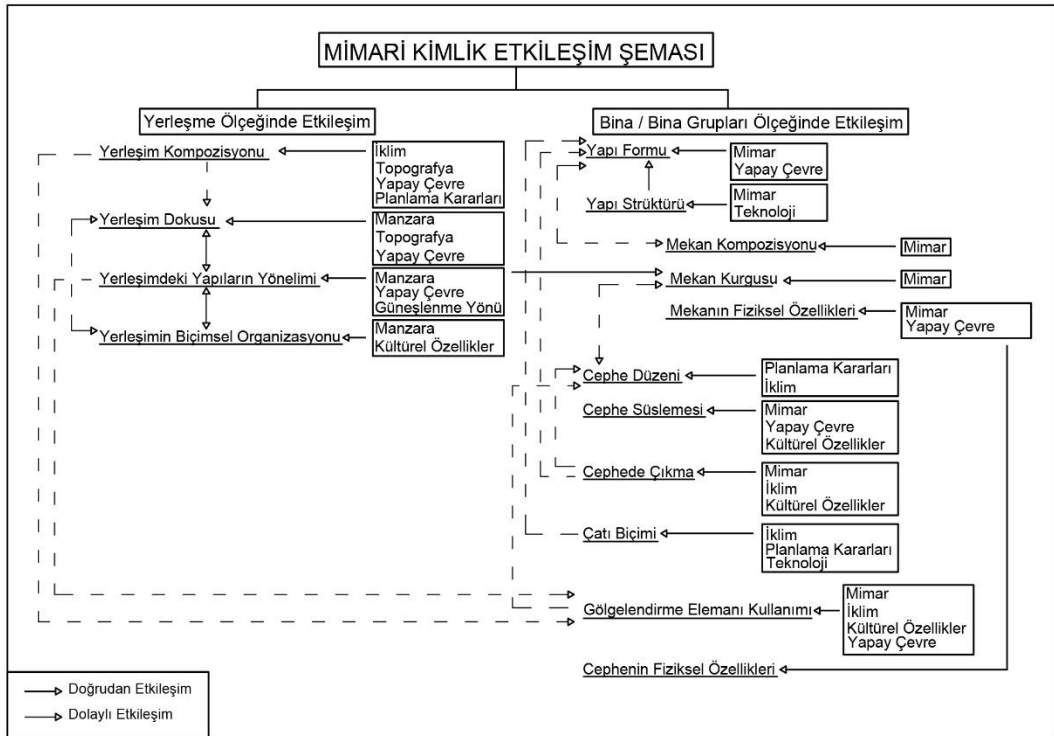 MİMARİ KİMLİK ETKİLEŞİM ŞEMASI
Yerleşme Ölçeğinde Etkileşim
Yerleşim Kompozisyonu
İklim
Topografya
Yapay Çevre
Planlama Kararları
Yerleşim Dokusu
Manzara
Topografya
Yapay Çevre
Yerleşimdeki Yapıların Yönelimi
Manzara
Yapay Çevre
Güneşlenme Yönü
Yerleşimin Biçimsel Organizasyonu
Manzara
Kültürel Özellikler
Bina / Bina Grupları Ölçeğinde Etkileşim
Yapı Formu
Mimar
Yapay Çevre
Yapı Strüktürü
Mimar
Teknoloji
Mekan Kompozisyonu
Mimar
Mekan Kurgusu
Mimar
Mekanın Fiziksel Özellikleri
Mimar
Yapay Çevre
Cephe Düzeni
Planlama Kararları
İklim
Cephe Süslemesi
Mimar
Yapay Çevre
Kültürel Özellikler
Cephede Çıkma
Mimar
İklim
Kültürel Özellikler
Çatı Biçimi
İklim
Planlama Kararları
Teknoloji
Gölgelendirme Elemanı Kullanımı
Mimar
İklim
Kültürel Özellikler
Yapay Çevre
Cephenin Fiziksel Özellikleri
Doğrudan Etkileşim
Dolaylı Etkileşim